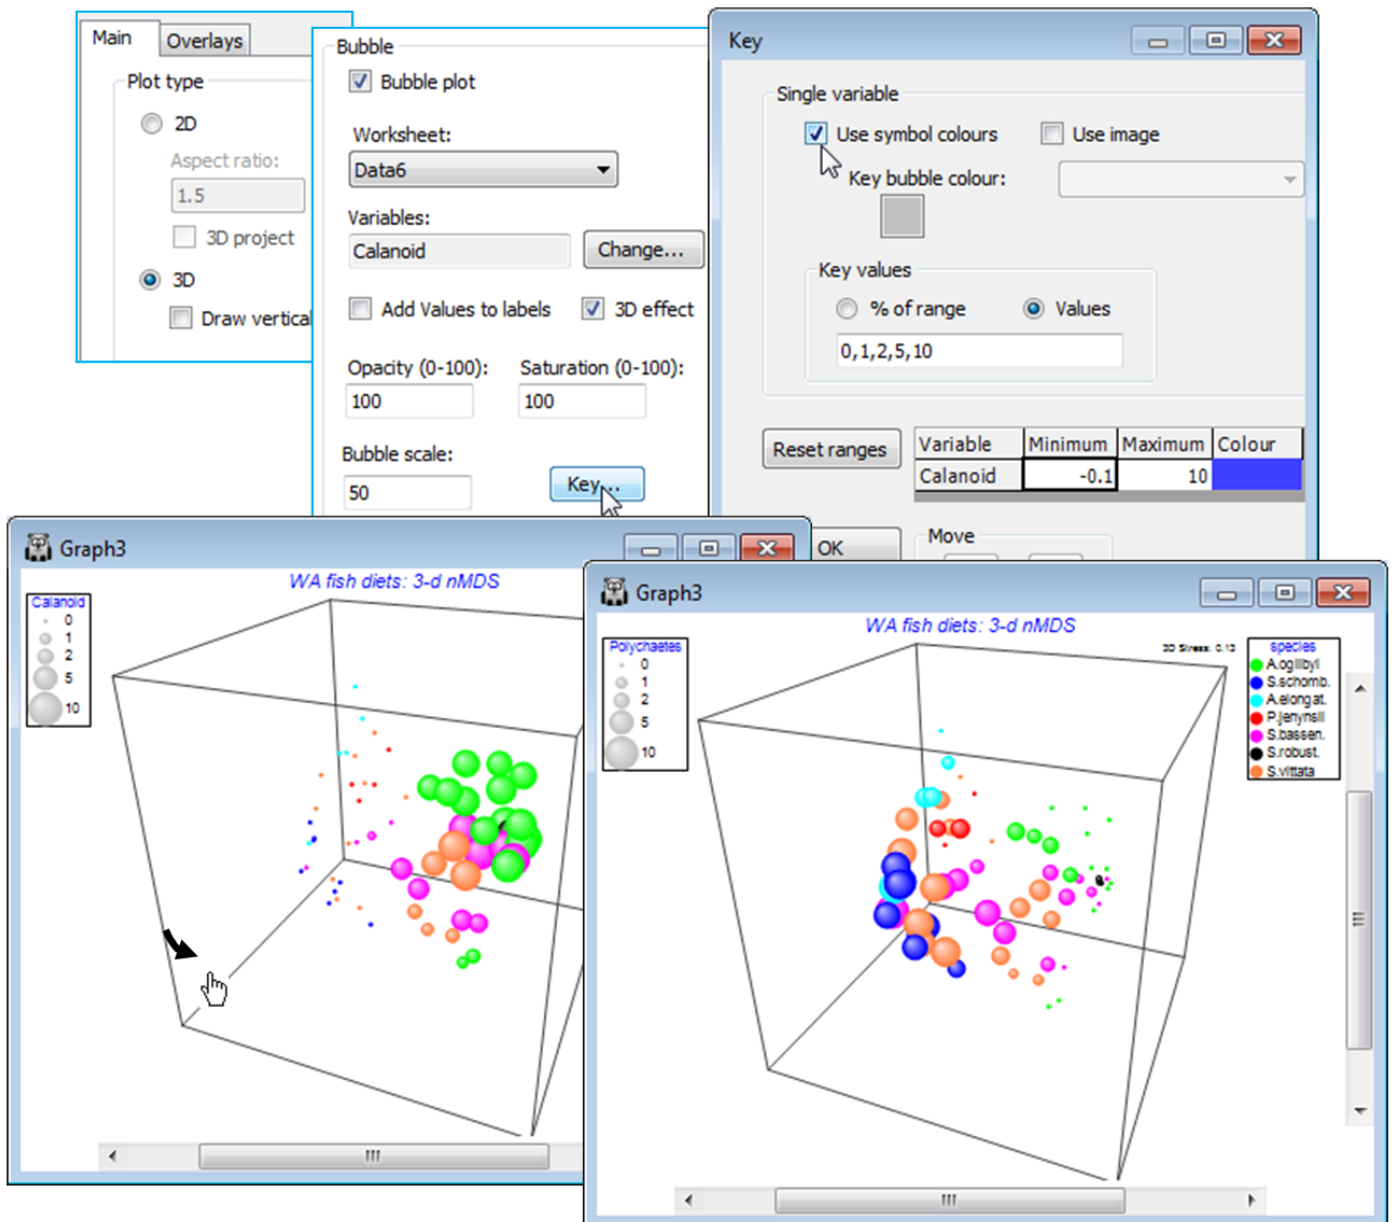 Main
Overlays
Plot type
2D
Aspect ratio:
1.5
3D project
3D
Draw vertical
Bubble
Bubble plot
Worksheet:
Data6
Variables:
Calanoid
Change...
Add Values to labels
3D effect
Opacity (0-100):
Saturation (0-100):
100
100
Bubble scale:
50
Key...
Key
Single variable
Use symbol colours
Use image
Key bubble colour:
Key values
% of range
Values
0,1,2,5,10
Reset ranges
Variable Minimum Maximum Colour
Calanoid -0.1 10
OK
Move
Graph3
WA fish diets: 3-d nMDS
Calanoid
0
1
2
5
10
Graph3
WA fish diets: 3-d nMDS
Polychaetes
0
1
2
5
10
3D Stress: 0.13
species
A.ogilbyi
S.schomb.
A.elongat.
P.jenynsii
S.bassen.
S.robust.
S.vittata